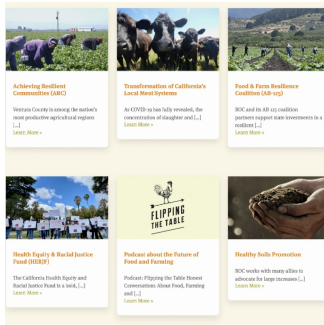 Achieving Resilient
Communities (ARC)
Ventura County is among the nation's
most productive agricultural regions
[...]
Learn More »
Transformation of California's
Local Meat Systems
As COVID-19 has fully revealed, the
concentration of slaughter and [...]
Learn More »
Food & Farm Resilience
Coalition (AB-125)
ROC and its AB 125 coalition
partners support state investments in a
resilient [...]
Learn More »
Health Equity & Racial Justice
Fund (HERJF)
The California Health Equity and
Racial Justice Fund is a bold, [...]
Learn More »
FLIPPING
THE TABLE
Podcast about the Future of
Food and Farming
Podcast: Flipping the Table Honest
Conversations About Food, Farming
and [...]
Learn More »
Healthy Soils Promotion
ROC works with many allies to
advocate for large increases [...]
Learn More »